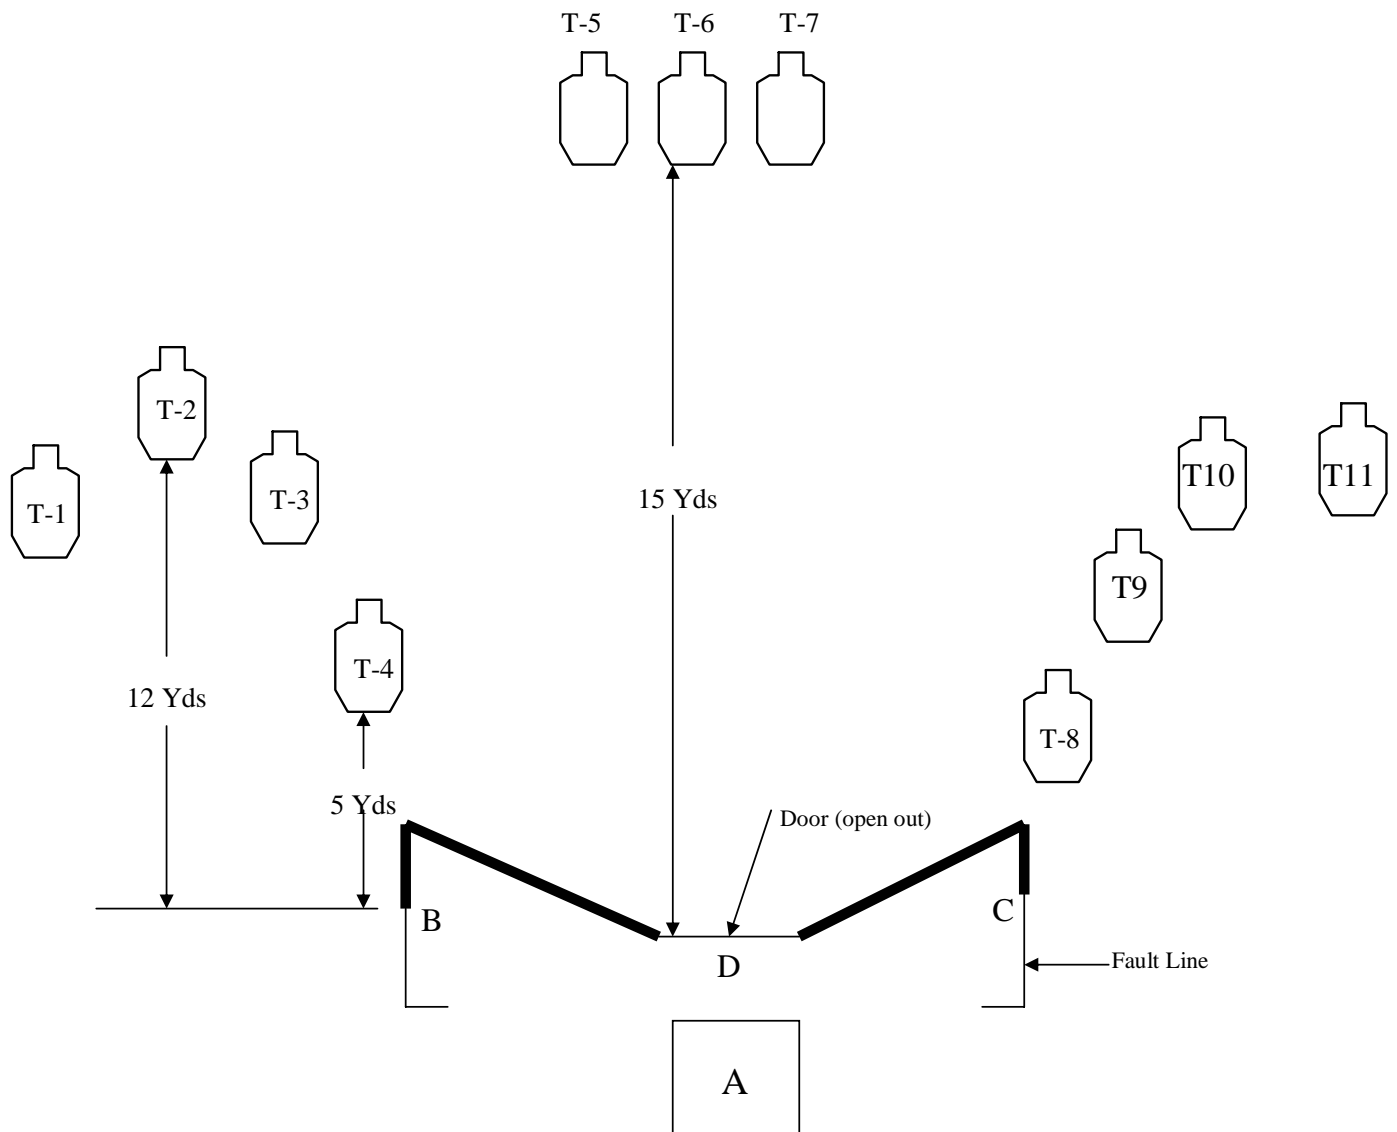 T-5 T-6 T-7
T-2
T-1
T-3
T10
T11
15 Yds
T9
T-4
12 Yds
T-8
5 Yds
Door (open out)
B
C
D
Fault Line
A